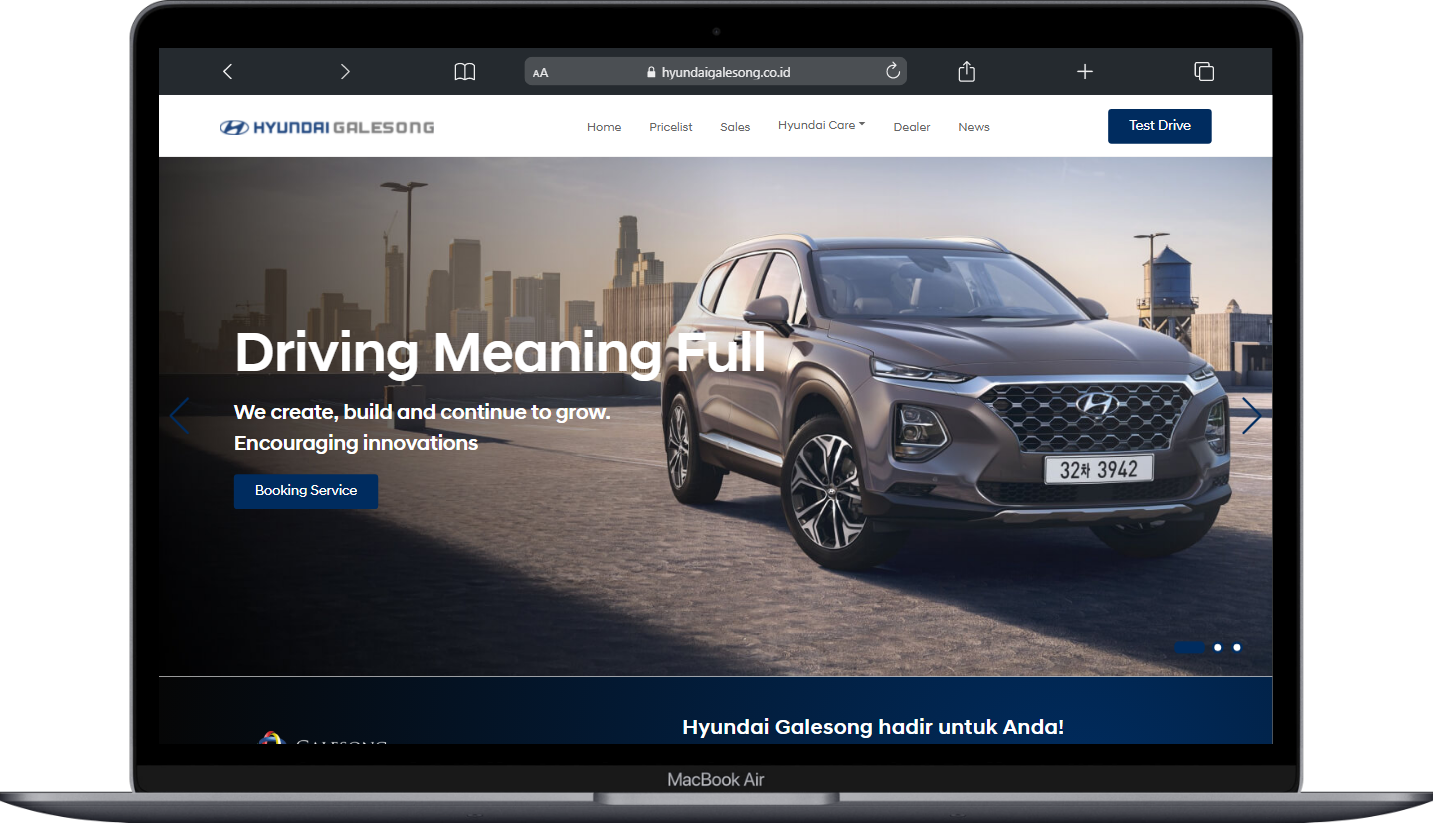 AA
hyundaigalesong.co.id
HYUNDAI GALESONG
Home
Pricelist
Sales
Hyundai Care
Dealer
News
Test Drive
Driving Meaning Full
We create, build and continue to grow.
Encouraging innovations
Booking Service
32차 3942
Hyundai Galesong hadir untuk Anda!
GALESONG
MacBook Air